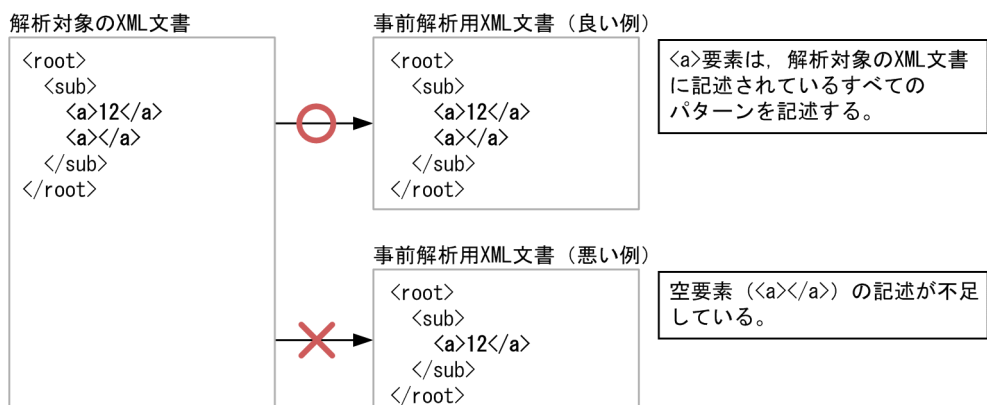 解析対象のXML文書
<root>
<sub>
<a>12</a>
<a></a>
</sub>
</root>
事前解析用XML文書（良い例）
<root>
<sub>
<a>12</a>
<a></a>
</sub>
</root>
<a>要素は，解析対象のXML文書
に記述されているすべての
パターンを記述する。
事前解析用XML文書（悪い例）
<root>
<sub>
<a>12</a>
</sub>
</root>
空要素（<a></a>）の記述が不足
している。